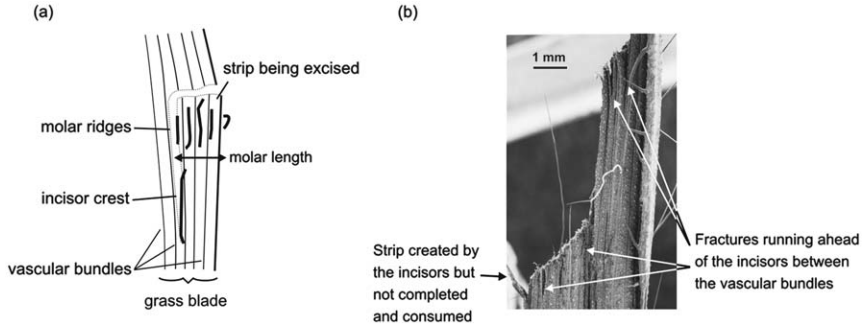 (a)
strip being excised
molar ridges
molar length
incisor crest
vascular bundles
grass blade
(b)
1 mm
Strip created by
the incisors but
not completed
and consumed
Fractures running ahead
of the incisors between
the vascular bundles